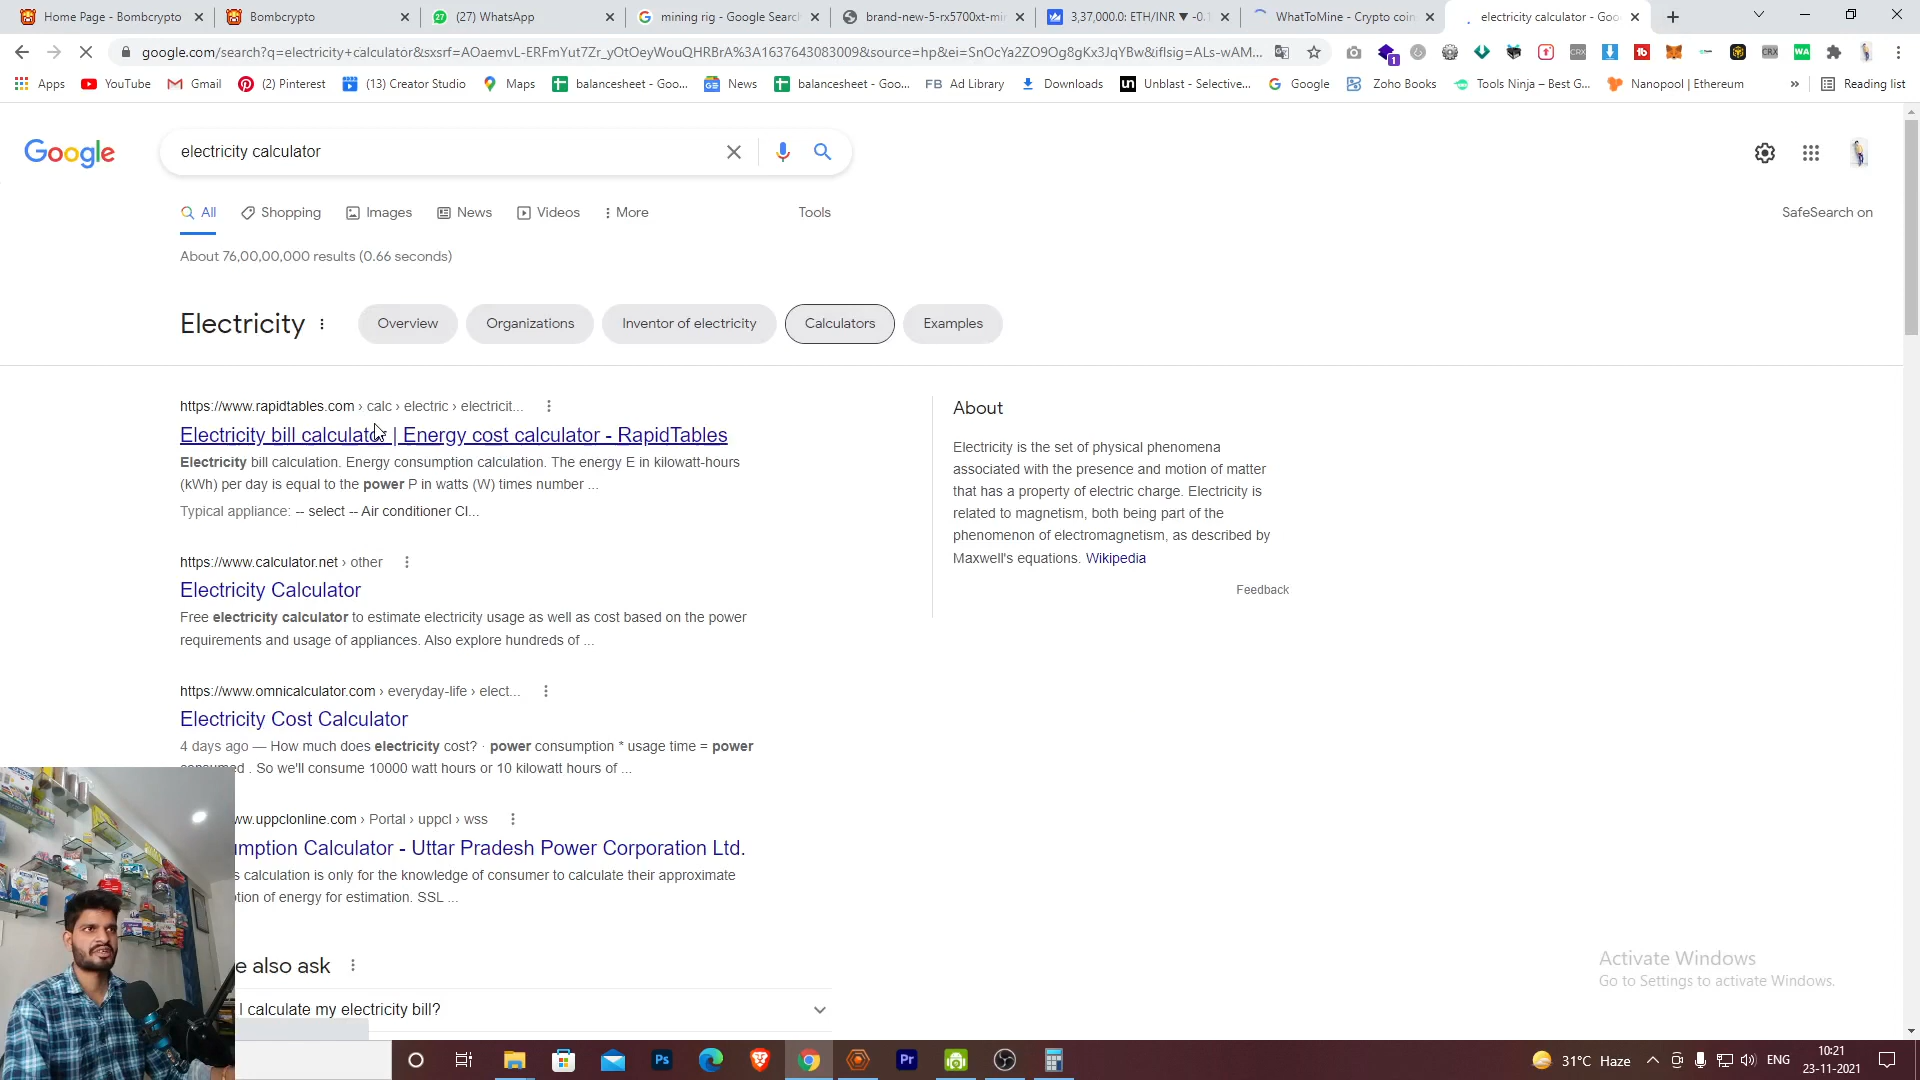 Home Page - Bombcrypto
Bombcrypto
(27) WhatsApp
mining rig - Google Search
brand-new-5-rx5700xt-mi
3,37,000.0: ETH/INR ▼ -0.
WhatToMine - Crypto coin
electricity calculator - Goo
google.com/search?q=electricity+calculator&sxsrf=AOaemvL-ERFmYut7Zr_yOtOeyWouQHRBrA%3A1637643083009&source=hp&ei=SnOcYa2ZO9Og8gKx3JqYBw&iflsig=ALs-wAM...
Apps
YouTube
Gmail
(2) Pinterest
(13) Creator Studio
Maps
balancesheet - Goo...
News
balancesheet - Goo...
FB Ad Library
Downloads
Unblast - Selective...
Google
Zoho Books
Tools Ninja – Best G...
Nanopool | Ethereum
»
Reading list
Google
electricity calculator
All
Shopping
Images
News
Videos
More
Tools
SafeSearch on
About 76,00,00,000 results (0.66 seconds)
Electricity
Overview
Organizations
Inventor of electricity
Calculators
Examples
https://www.rapidtables.com › calc › electric › electricit...
Electricity bill calculator | Energy cost calculator - RapidTables
Electricity bill calculation. Energy consumption calculation. The energy E in kilowatt-hours
(kWh) per day is equal to the power P in watts (W) times number ...
Typical appliance: -- select -- Air conditioner Cl...
https://www.calculator.net › other
Electricity Calculator
Free electricity calculator to estimate electricity usage as well as cost based on the power
requirements and usage of appliances. Also explore hundreds of ...
https://www.omnicalculator.com › everyday-life › elect...
Electricity Cost Calculator
4 days ago — How much does electricity cost? · power consumption * usage time = power
consumed . So we'll consume 10000 watt hours or 10 kilowatt hours of ...
ww.uppclonline.com › Portal › uppcl › wss
umption Calculator - Uttar Pradesh Power Corporation Ltd.
s calculation is only for the knowledge of consumer to calculate their approximate
tion of energy for estimation. SSL ...
e also ask
I calculate my electricity bill?
About
Electricity is the set of physical phenomena
associated with the presence and motion of matter
that has a property of electric charge. Electricity is
related to magnetism, both being part of the
phenomenon of electromagnetism, as described by
Maxwell's equations. Wikipedia
Feedback
Activate Windows
Go to Settings to activate Windows.
31°C Haze
ENG
10:21
23-11-2021